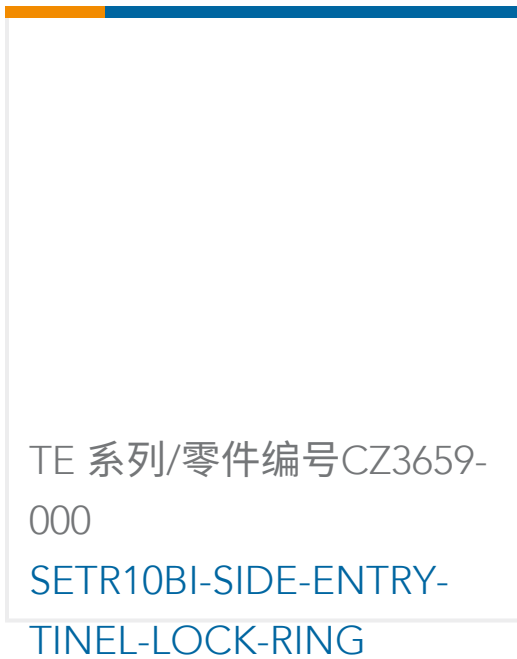 TE 系列/零件编号CZ3659-
000
SETR10BI-SIDE-ENTRY-
TINEL-LOCK-RING